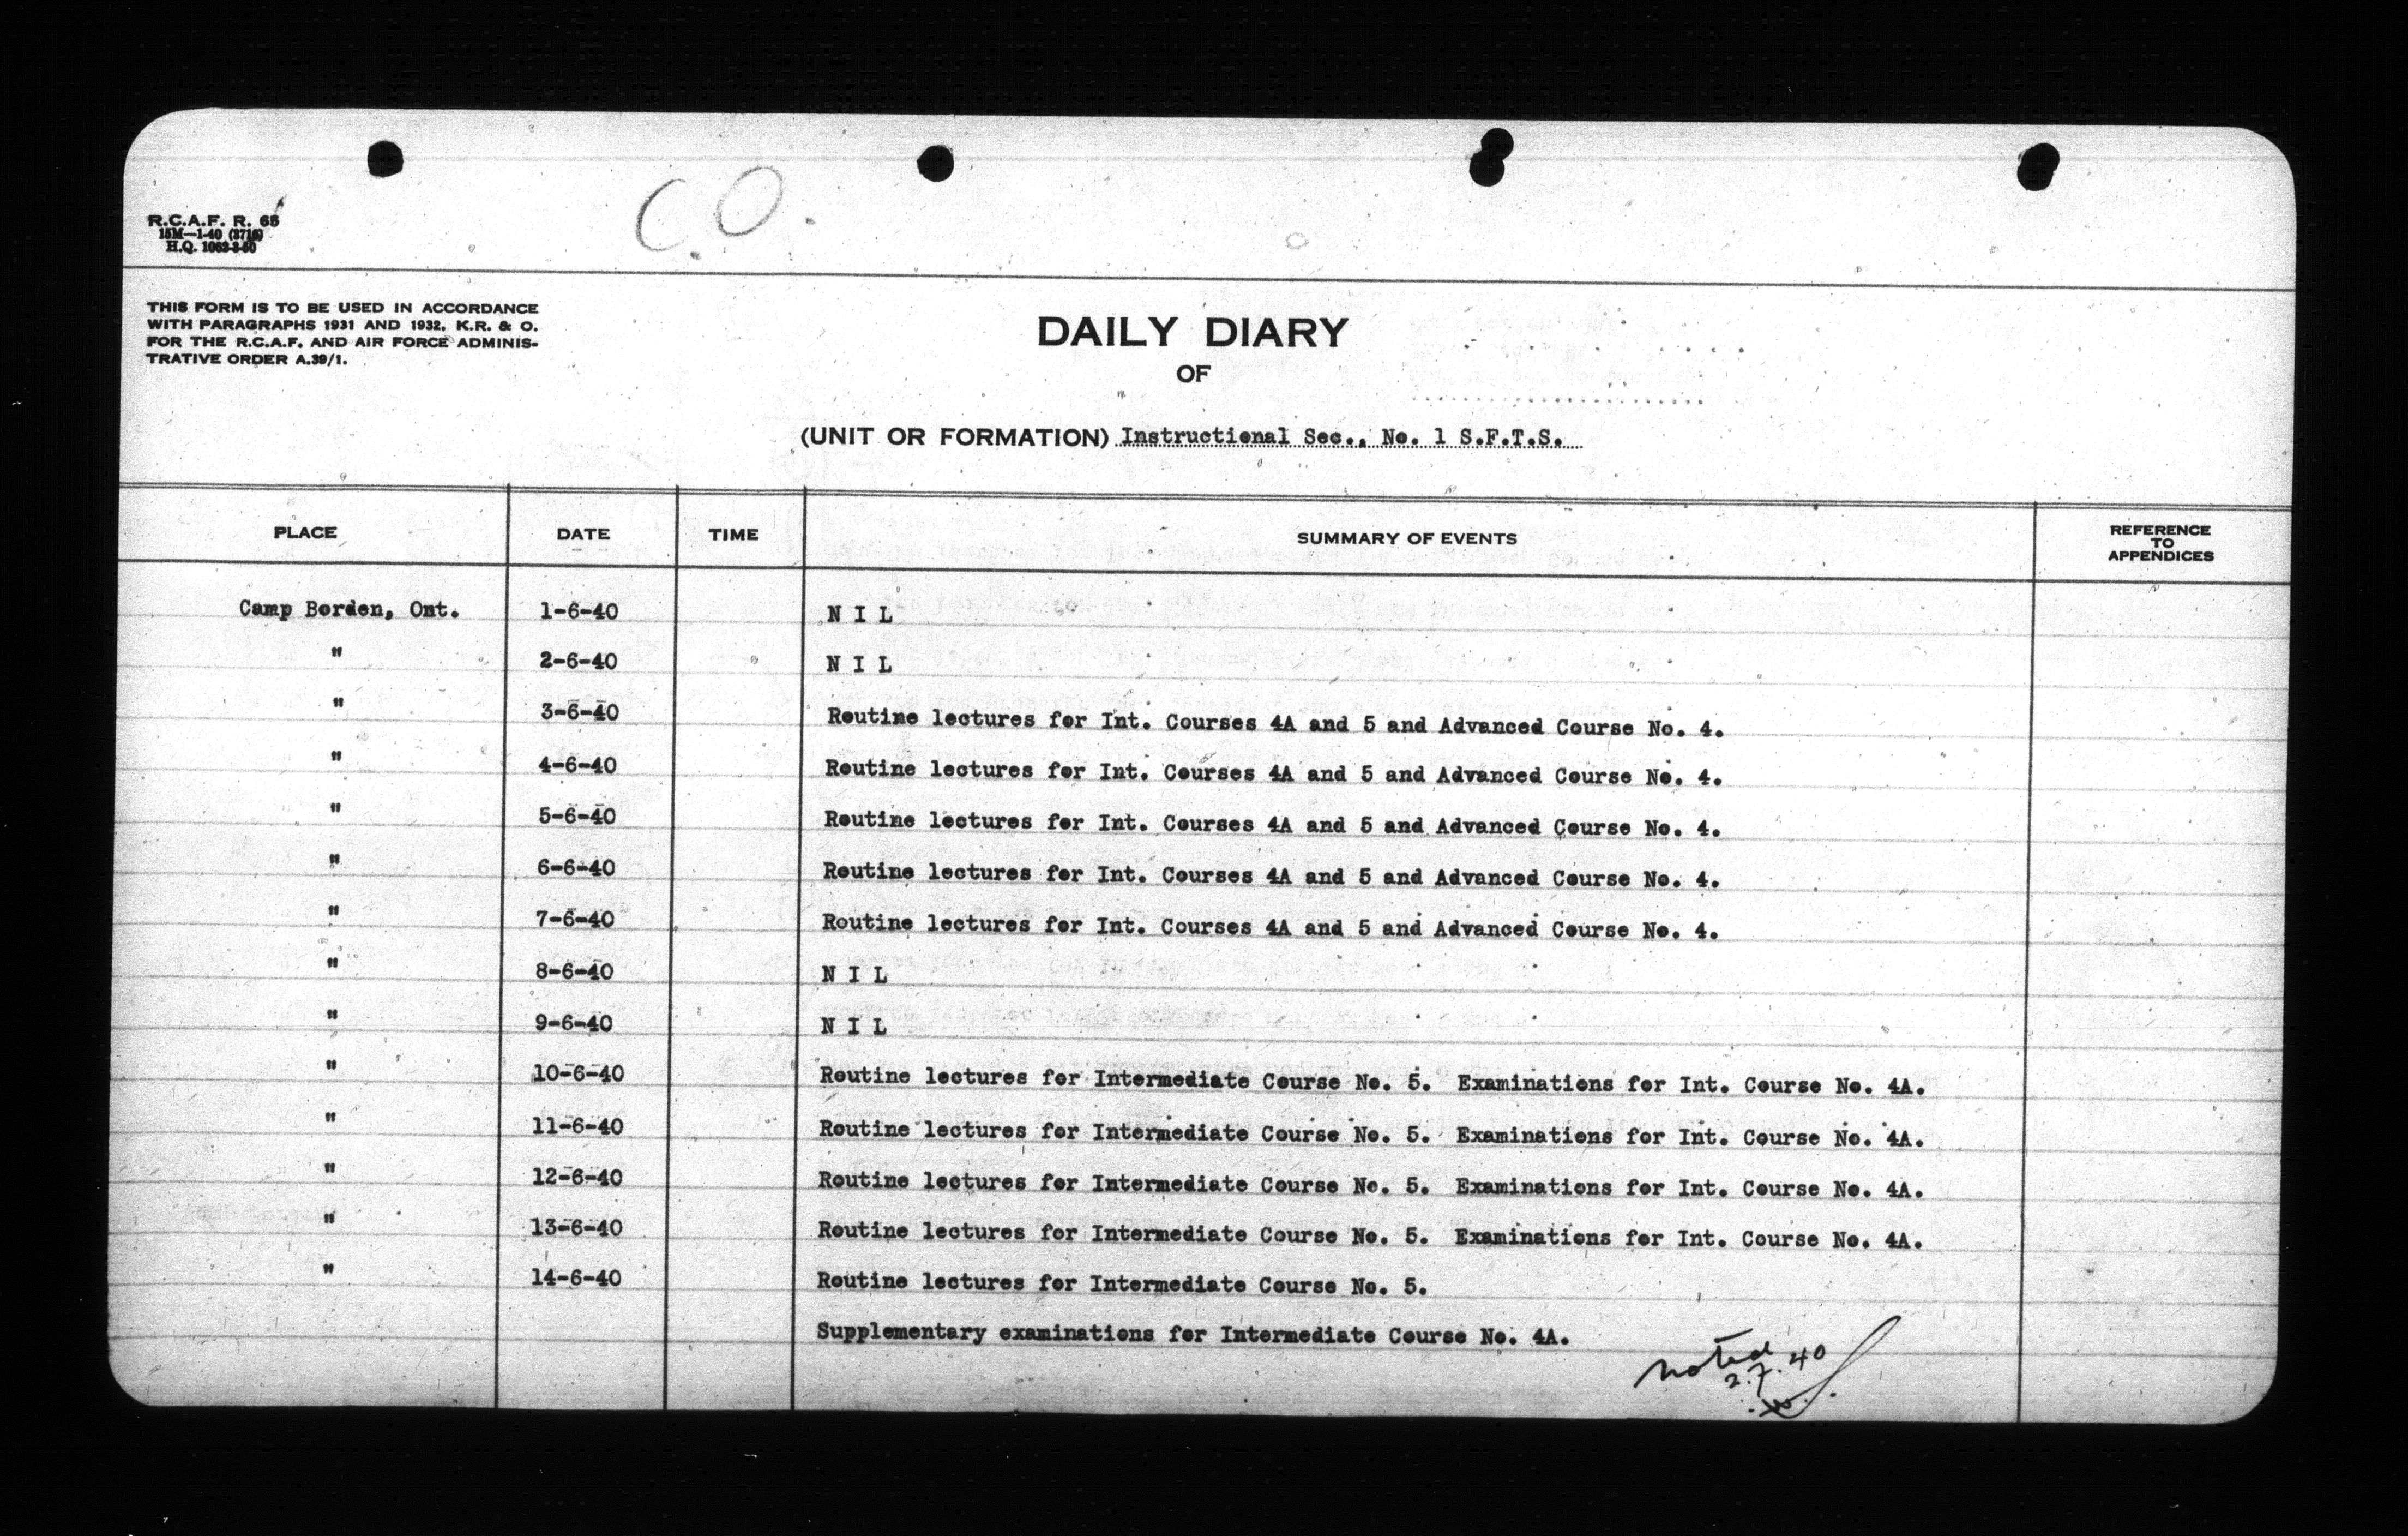 C.O.
R.C.A.F. R. 65
15M—1-40 (3716)
H.Q. 1062-3-50
THIS FORM IS TO BE USED IN ACCORDANCE
WITH PARAGRAPHS 1931 AND 1932, K.R. & O.
FOR THE R.C.A.F. AND AIR FORCE ADMINIS-
TRATIVE ORDER A.39/1.
DAILY DIARY
OF
(UNIT OR FORMATION) Instructional Sec., No. 1 S.F.T.S.
PLACE DATE TIME SUMMARY OF EVENTS REFERENCE TO APPENDICES
Camp Borden, Ont. 1-6-40 N I L
" 2-6-40 N I L
" 3-6-40 Routine lectures for Int. Courses 4A and 5 and Advanced Course No. 4.
" 4-6-40 Routine lectures for Int. Courses 4A and 5 and Advanced Course No. 4.
" 5-6-40 Routine lectures for Int. Courses 4A and 5 and Advanced Course No. 4.
" 6-6-40 Routine lectures for Int. Courses 4A and 5 and Advanced Course No. 4.
" 7-6-40 Routine lectures for Int. Courses 4A and 5 and Advanced Course No. 4.
" 8-6-40 N I L
" 9-6-40 N I L
" 10-6-40 Routine lectures for Intermediate Course No. 5. Examinations for Int. Course No. 4A.
" 11-6-40 Routine lectures for Intermediate Course No. 5. Examinations for Int. Course No. 4A.
" 12-6-40 Routine lectures for Intermediate Course No. 5. Examinations for Int. Course No. 4A.
" 13-6-40 Routine lectures for Intermediate Course No. 5. Examinations for Int. Course No. 4A.
" 14-6-40 Routine lectures for Intermediate Course No. 5.
Supplementary examinations for Intermediate Course No. 4A.
noted
2.7.40